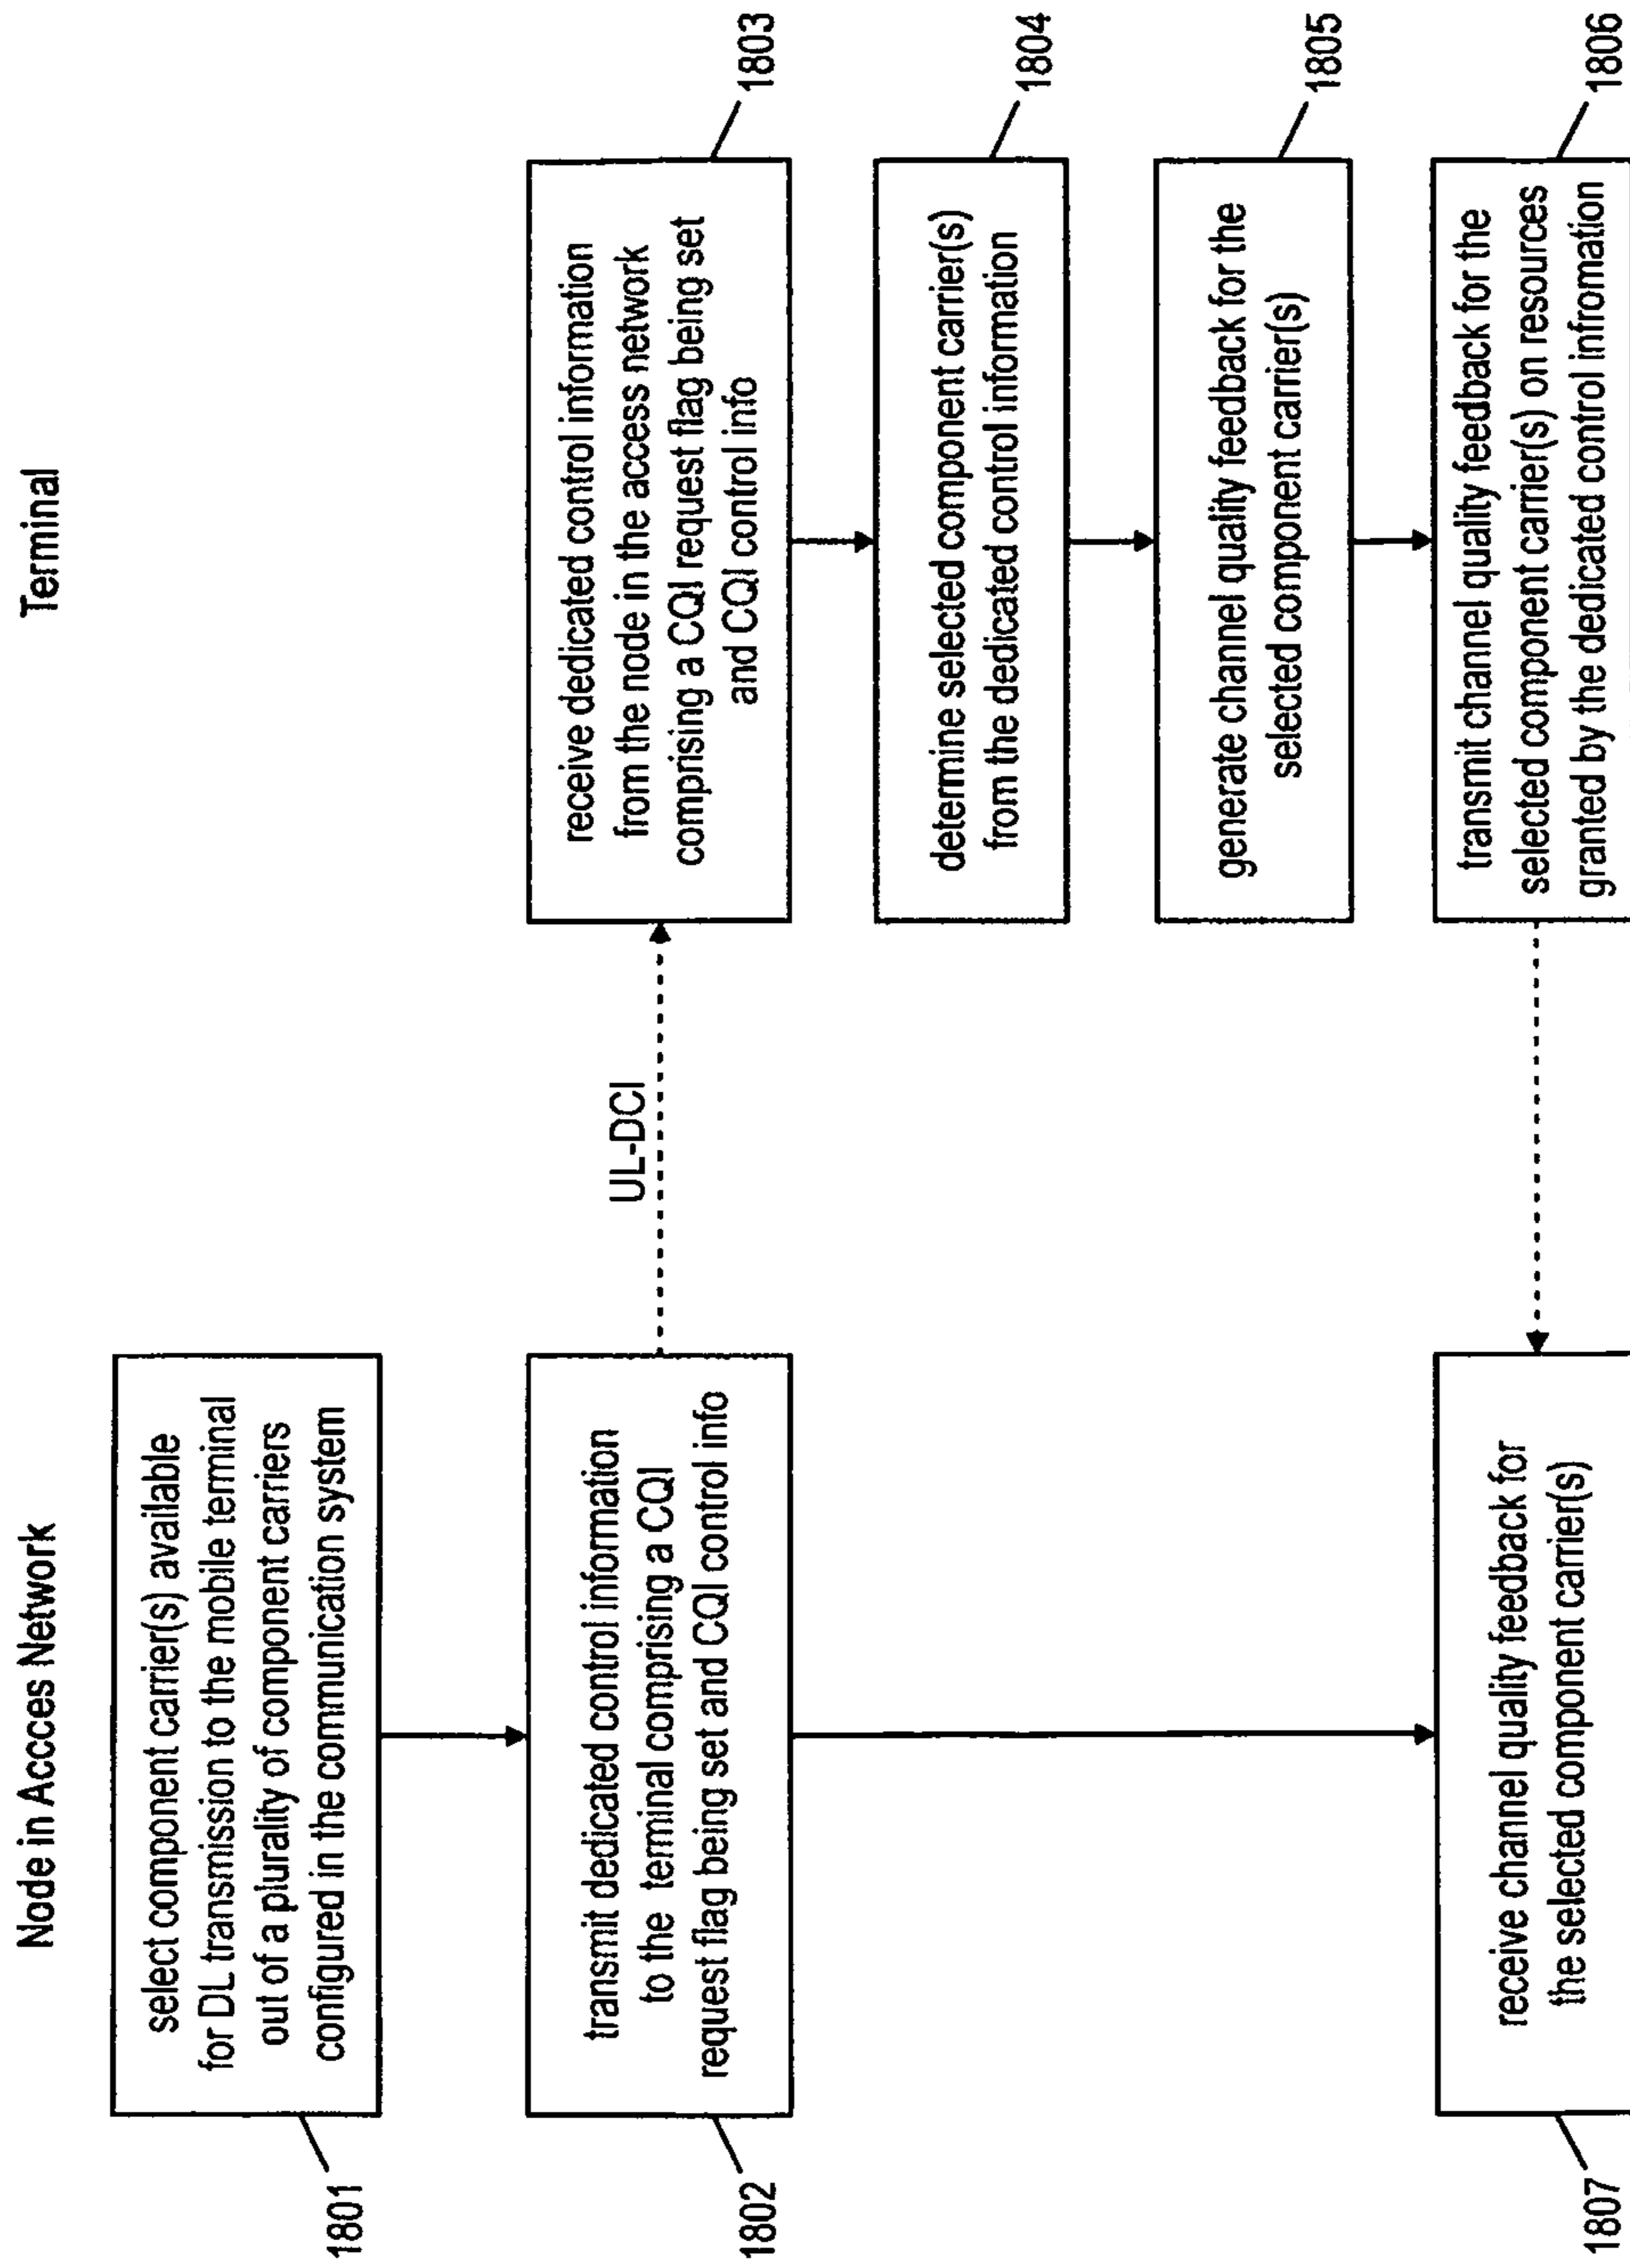 Node in Acces Network
Terminal
select component carrier(s) available
for DL transmission to the mobile terminal
out of a plurality of component carriers
configured in the communication system
1801
transmit dedicated control information
to the terminal comprising a CQI
request flag being set and CQI control info
1802
UL-DCI
receive dedicated control information
from the node in the access network
comprising a CQI request flag being set
and CQI control info
1803
determine selected component carrier(s)
from the dedicated control information
1804
generate channel quality feedback for the
selected component carrier(s)
1805
transmit channel quality feedback for the
selected component carrier(s) on resources
granted by the dedicated control infromation
1806
receive channel quality feedback for
the selected component carrier(s)
1807